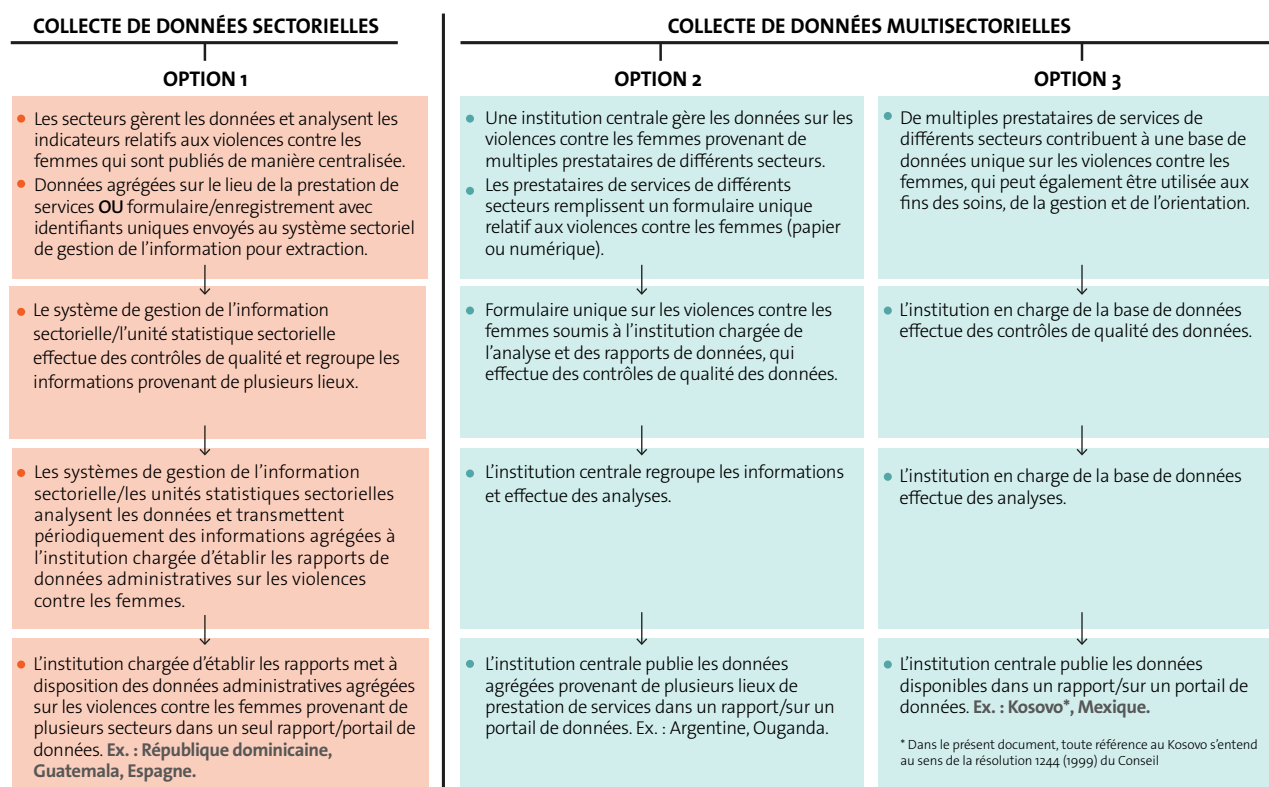 COLLECTE DE DONNÉES SECTORIELLES
OPTION 1
Les secteurs gèrent les données et analysent les
indicateurs relatifs aux violences contre les
femmes qui sont publiés de manière centralisée.
Données agrégées sur le lieu de la prestation de
services OU formulaire/enregistrement avec
identifiants uniques envoyés au système sectoriel
de gestion de l'information pour extraction.
Le système de gestion de l'information
sectorielle/l'unité statistique sectorielle
effectue des contrôles de qualité et regroupe les
informations provenant de plusieurs lieux.
Les systèmes de gestion de l'information
sectorielle/les unités statistiques sectorielles
analysent les données et transmettent
périodiquement des informations agrégées à
l'institution chargée d'établir les rapports de
données administratives sur les violences
contre les femmes.
L'institution chargée d'établir les rapports met à
disposition des données administratives agrégées
sur les violences contre les femmes provenant de
plusieurs secteurs dans un seul rapport/portail de
données. Ex. : République dominicaine,
Guatemala, Espagne.
COLLECTE DE DONNÉES MULTISECTORIELLES
OPTION 2
Une institution centrale gère les données sur les
violences contre les femmes provenant de
multiples prestataires de différents secteurs.
Les prestataires de services de différents
secteurs remplissent un formulaire unique
relatif aux violences contre les femmes (papier
ou numérique).
Formulaire unique sur les violences contre les
femmes soumis à l'institution chargée de
l'analyse et des rapports de données, qui
effectue des contrôles de qualité des données.
L'institution centrale regroupe les informations
et effectue des analyses.
L'institution centrale publie les données
agrégées provenant de plusieurs lieux de
prestation de services dans un rapport/sur un
portail de données. Ex. : Argentine, Ouganda.
OPTION 3
De multiples prestataires de services de
différents secteurs contribuent à une base de
données unique sur les violences contre les
femmes, qui peut également être utilisée aux
fins des soins, de la gestion et de l'orientation.
L'institution en charge de la base de données
effectue des contrôles de qualité des données.
L'institution en charge de la base de données
effectue des analyses.
L'institution centrale publie les données
disponibles dans un rapport/sur un portail de
données. Ex. : Kosovo*, Mexique.
* Dans le présent document, toute référence au Kosovo s'entend
au sens de la résolution 1244 (1999) du Conseil